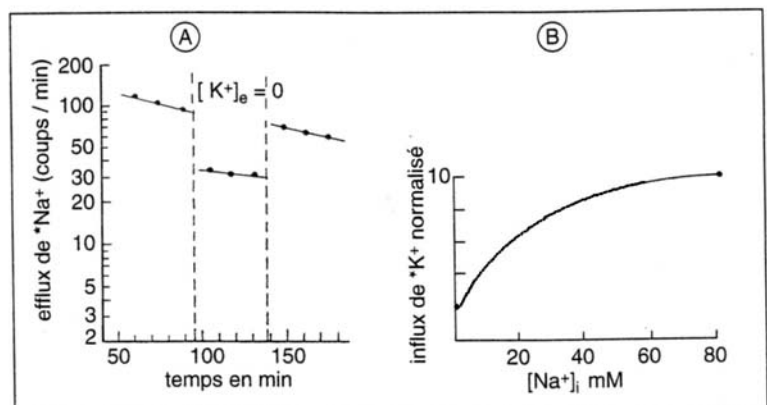 A
efflux de *Na+ (coups / min)
200
100
50
30
20
10
5
3
2
[ K+]e = 0
50
100
150
temps en min
B
influx de *K+ normalisé
10
20
40
60
80
[Na+]i mM